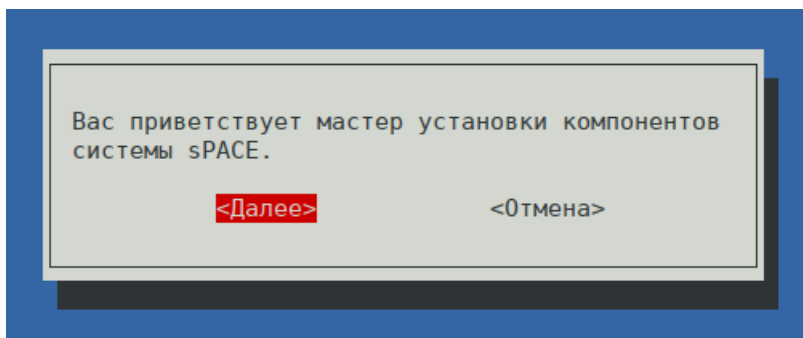 Вас приветствует мастер установки компонентов
системы sPACE.
<Далее> <Отмена>